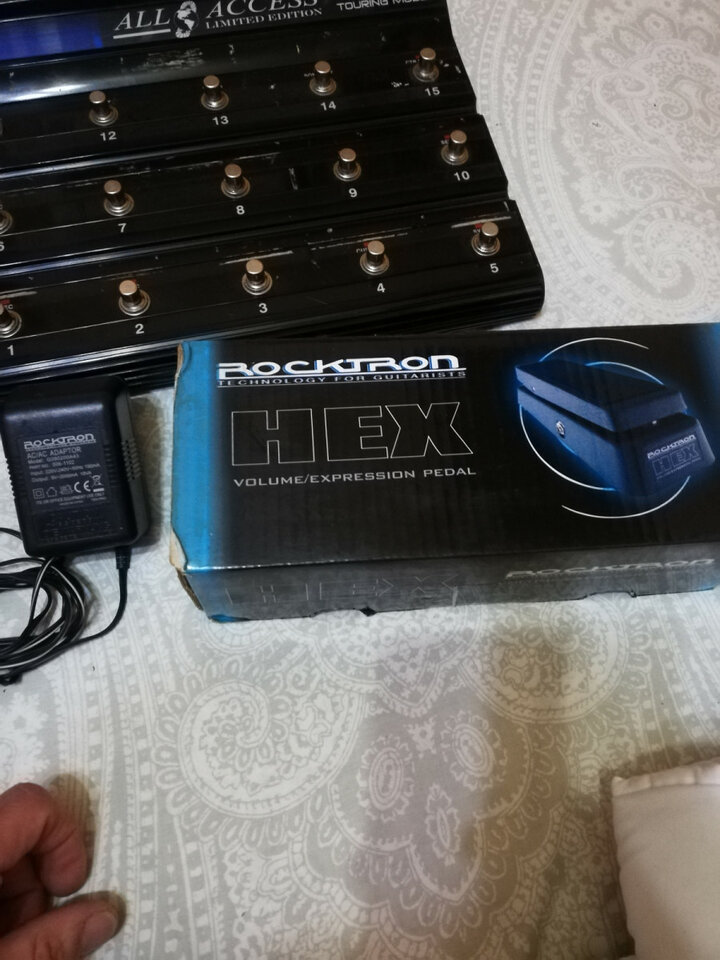 ALL ACCESS
LIMITED EDITION
TOURING
12
13
14
15
7
8
9
10
1
2
3
4
5
ROCKTRON
TECHNOLOGY FOR GUITARISTS
HEX
VOLUME/EXPRESSION PEDAL
ROCKTRON
HEX
HEX
ROCKTRON
ROCKTRON
AC/AC ADAPTOR